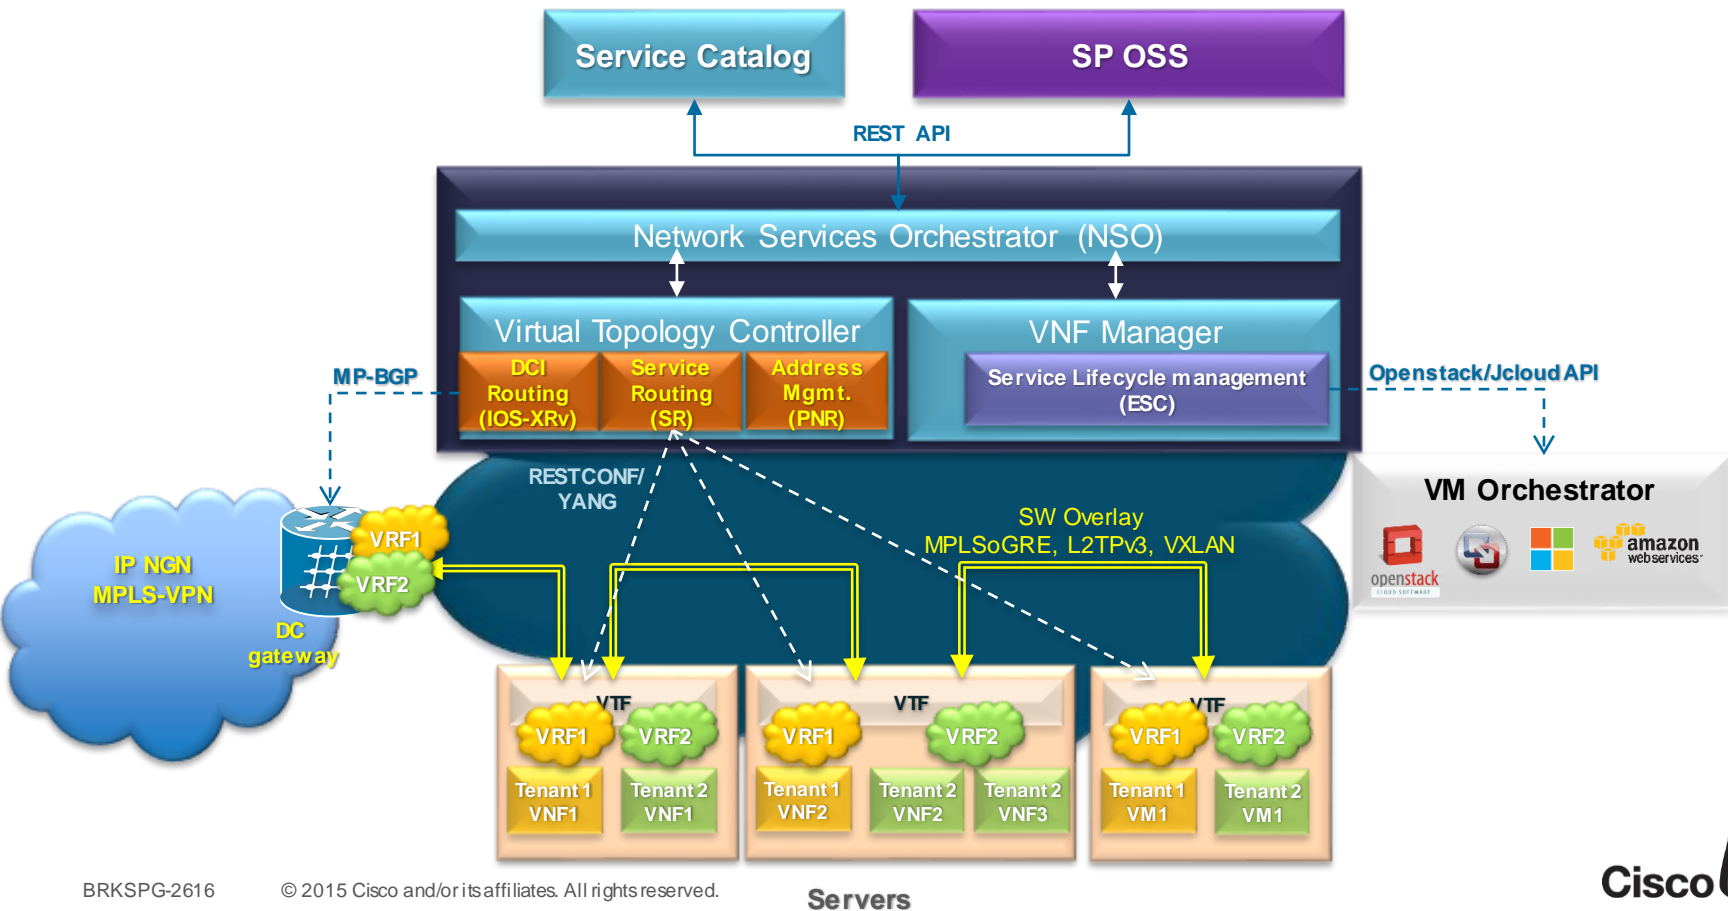 Service Catalog
SP OSS
REST API
Network Services Orchestrator (NSO)
Virtual Topology Controller
VNF Manager
DCI
Routing
(IOS-XRv)
Service
Routing
(SR)
Address
Mgmt.
(PNR)
Service Lifecycle management
(ESC)
MP-BGP
Openstack/Jcloud API
RESTCONF/
YANG
VM Orchestrator
SW Overlay
MPLSoGRE, L2TPv3, VXLAN
openstack
CLOUD SOFTWARE
amazon
webservices
IP NGN
MPLS-VPN
VRF1
VRF2
DC
gateway
VTF
VRF1
VRF2
Tenant 1
VNF1
Tenant 2
VNF1
VTF
VRF1
VRF2
Tenant 1
VNF2
Tenant 2
VNF2
Tenant 2
VNF3
VTF
VRF1
VRF2
Tenant 1
VM1
Tenant 2
VM1
BRKSPG-2616
© 2015 Cisco and/or its affiliates. All rights reserved.
Servers
Cisco